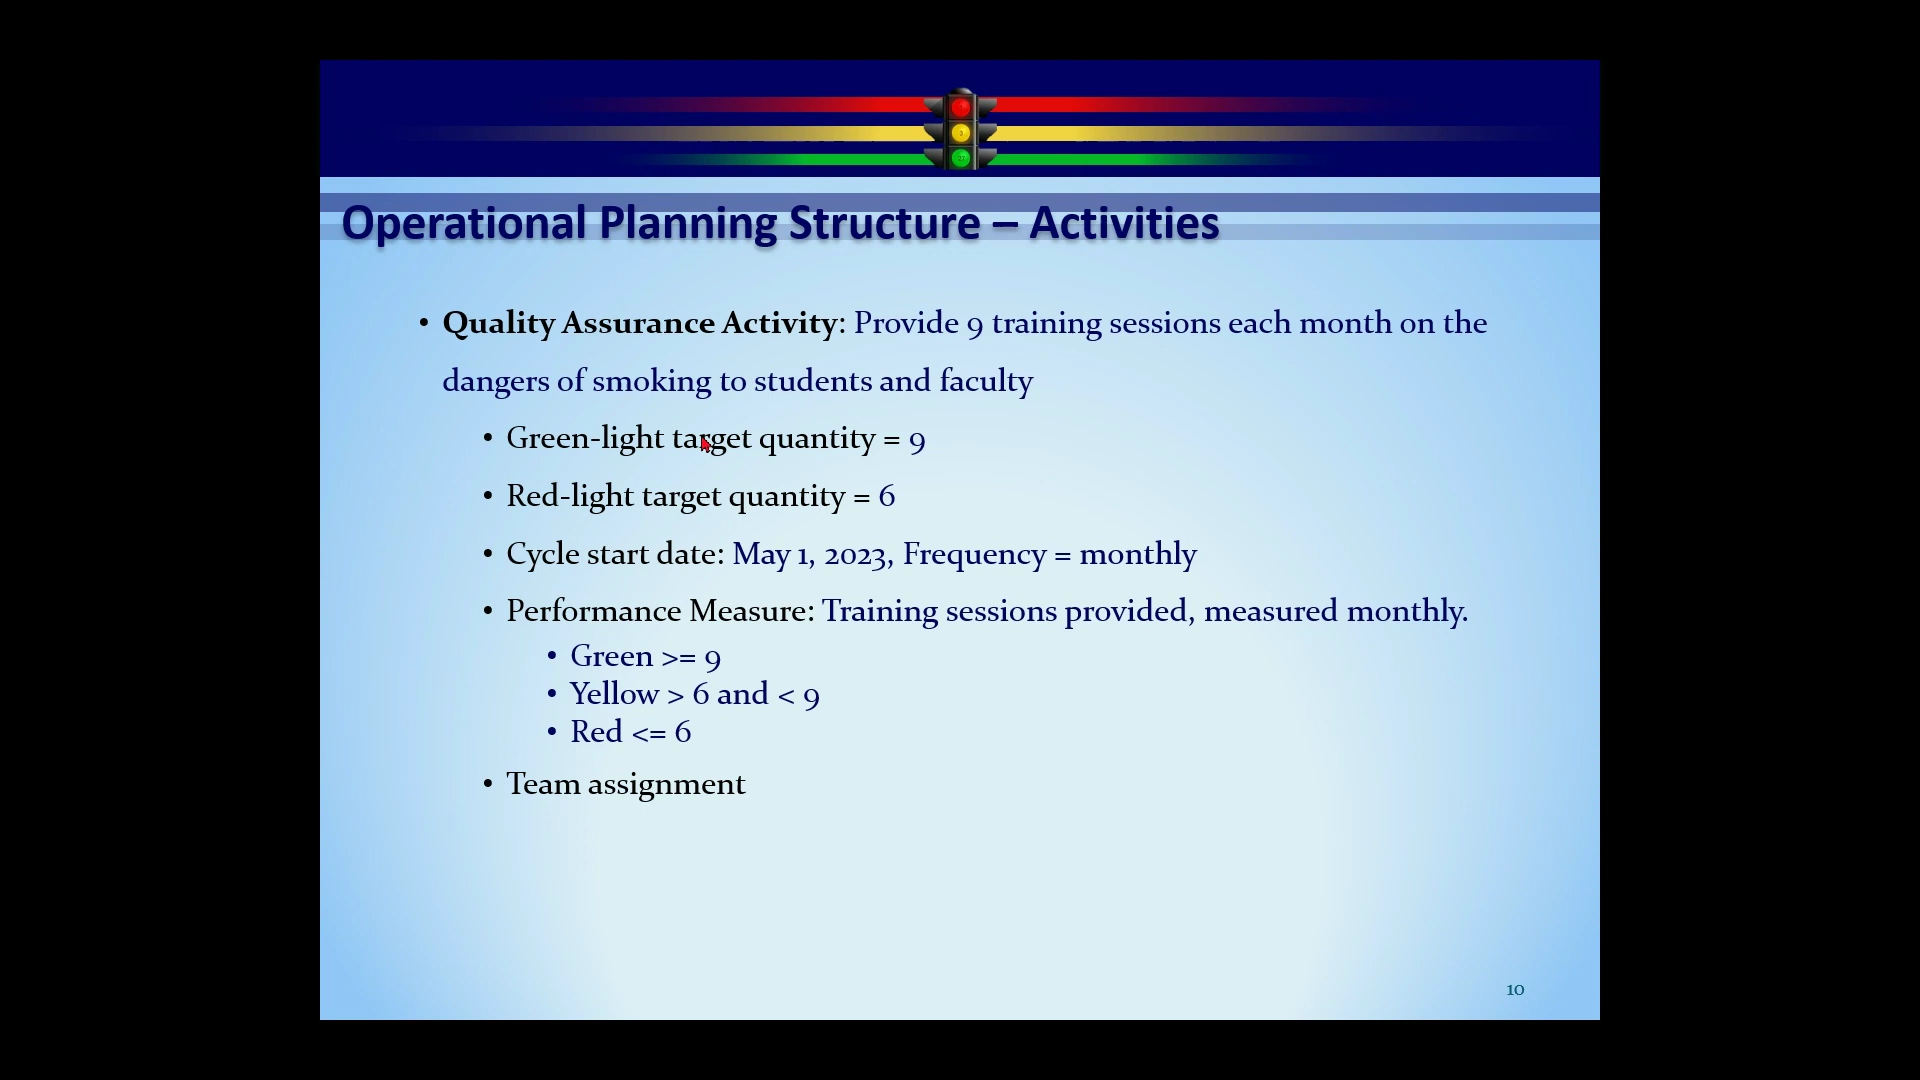 Operational Planning Structure – Activities
• Quality Assurance Activity: Provide 9 training sessions each month on the
dangers of smoking to students and faculty
• Green-light target quantity = 9
• Red-light target quantity = 6
• Cycle start date: May 1, 2023, Frequency = monthly
• Performance Measure: Training sessions provided, measured monthly.
• Green >= 9
• Yellow > 6 and < 9
• Red <= 6
• Team assignment
10